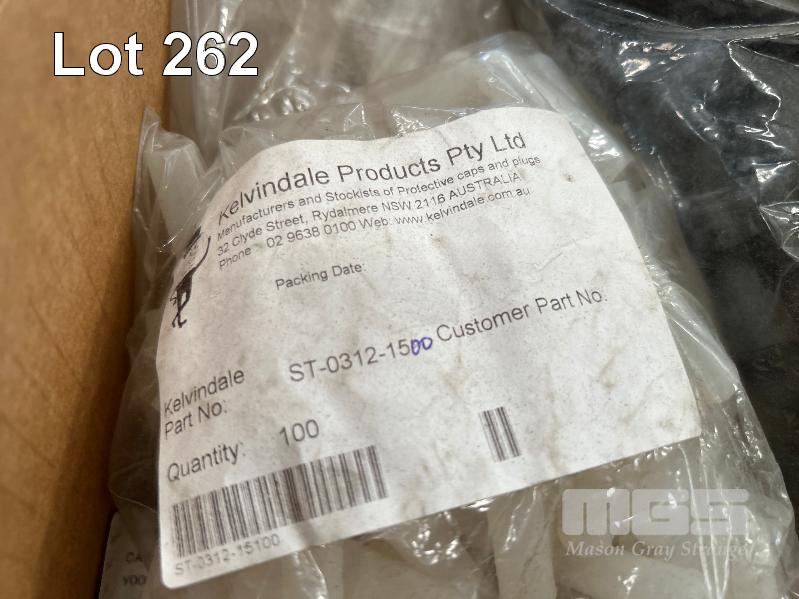 Lot 262
Kelvindale Products Pty Ltd
Manufacturers and Stockists of Protective caps and plugs
32 Clyde Street, Rydalmere NSW 2116 AUSTRALIA
Phone 02 9638 0100 Web: www.kelvindale.com.au
Packing Date:
Kelvindale
Part No:
ST-0312-1500
Customer Part No.
Quantity: 100
ST-0312-15100
MGS
Mason Gray Strange